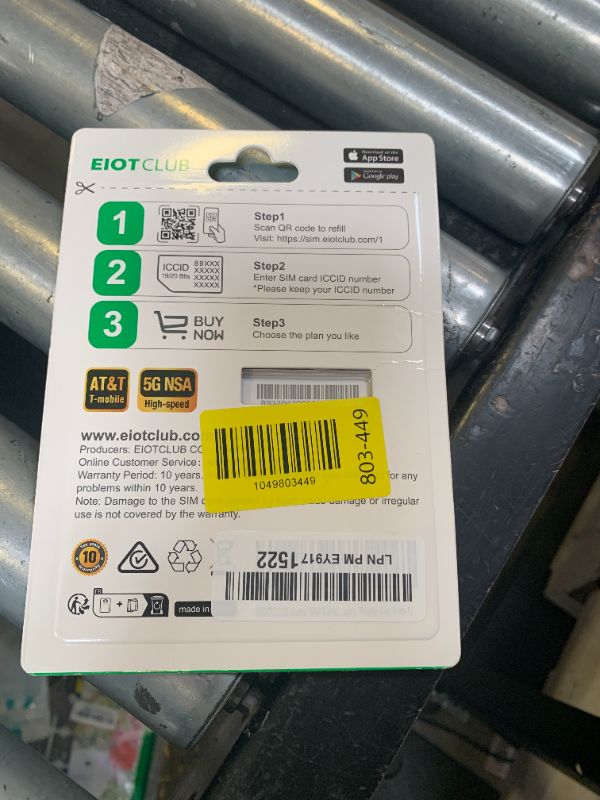 EIOTCLUB
Download on the
App Store
Google play
1
Step1
Scan QR code to refill
Visit: https://sim.eiotclub.com/1
2
ICCID
19/20 Bits
89XXX
XXXXX
XXXXX
XXXXX
Step2
Enter SIM card ICCID number
*Please keep your ICCID number
3
BUY
NOW
Step3
Choose the plan you like
AT&T
T-mobile
5G NSA
High-speed
www.eiotclub.co
Producers: EIOTCLUB CO
Online Customer Service:
Warranty Period: 10 years. for any
problems within 10 years.
Note: Damage to the SIM damage or irregular
use is not covered by the warranty.
1049803449
803-449
10
LPN PM EY917 1522
made in